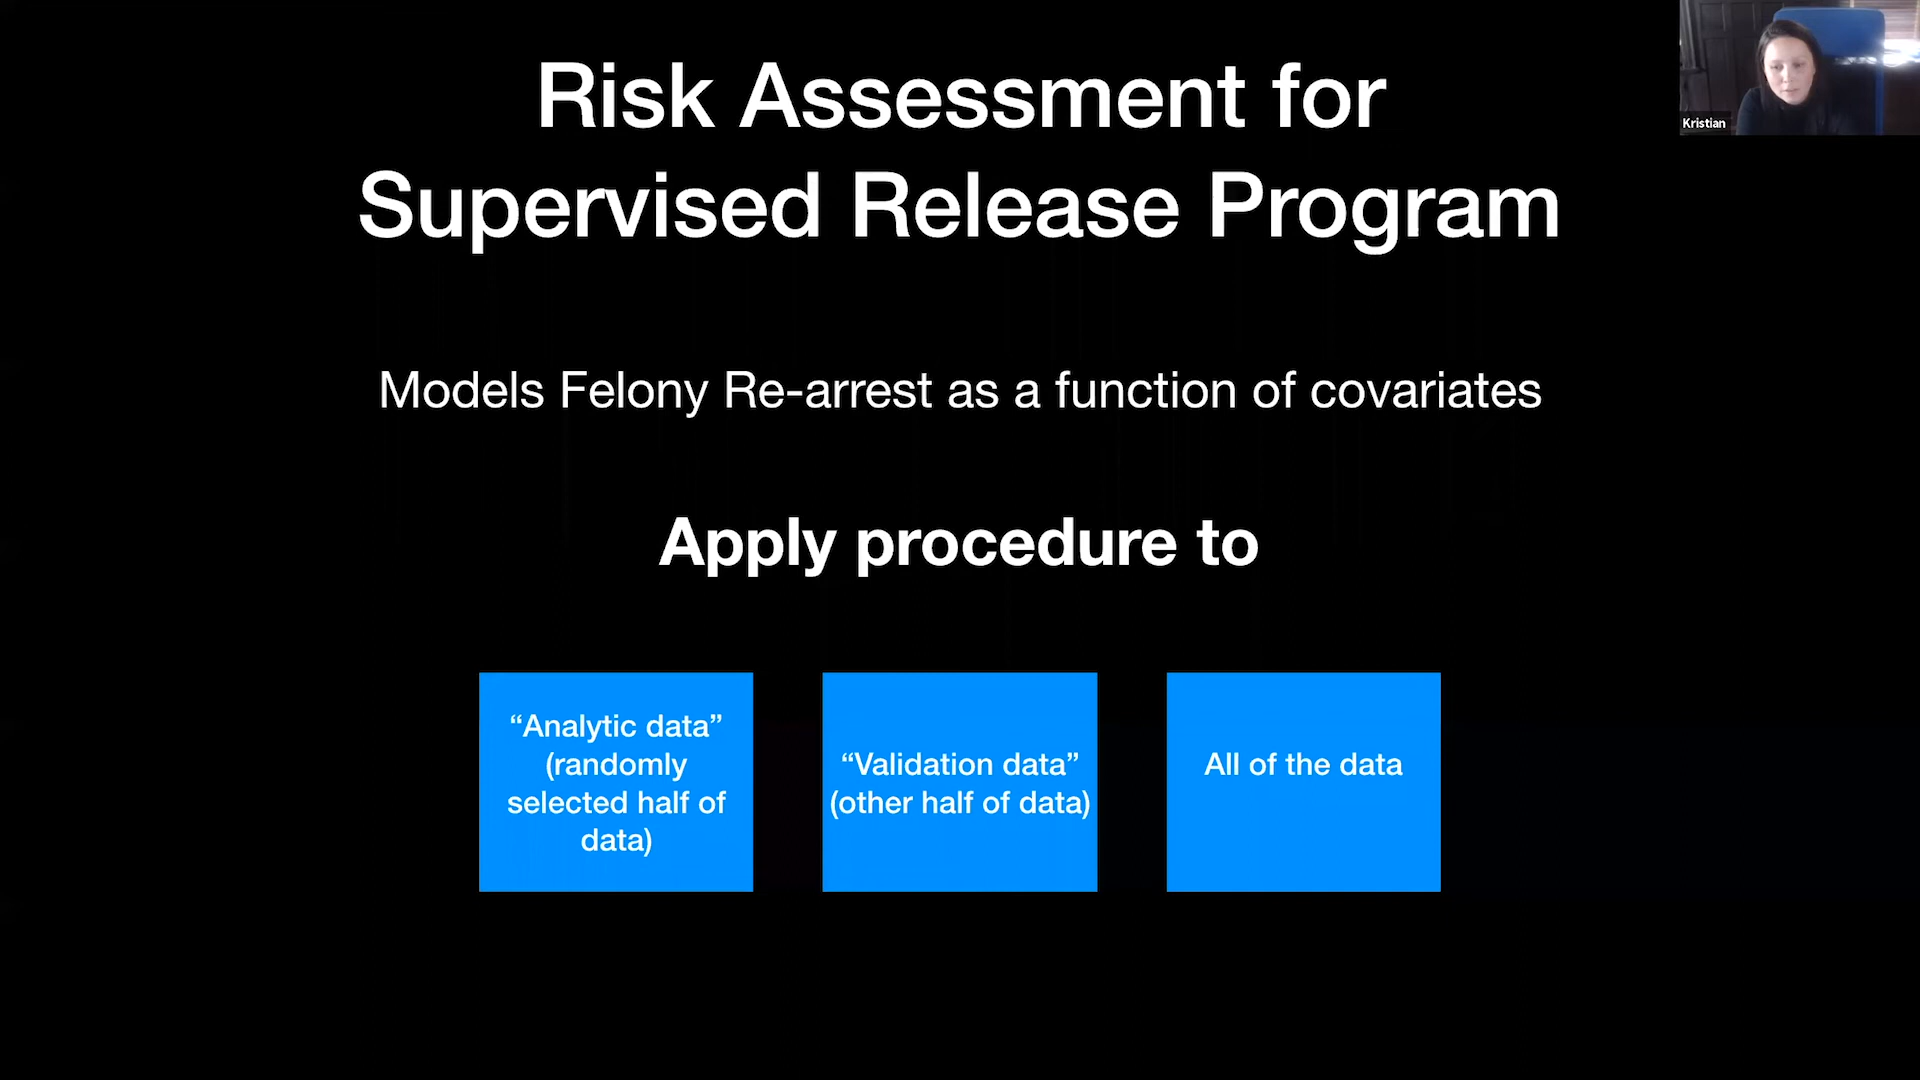 Risk Assessment for
Supervised Release Program
Kristian
Models Felony Re-arrest as a function of covariates
Apply procedure to
“Analytic data”
(randomly
selected half of
data)
“Validation data”
(other half of data)
All of the data